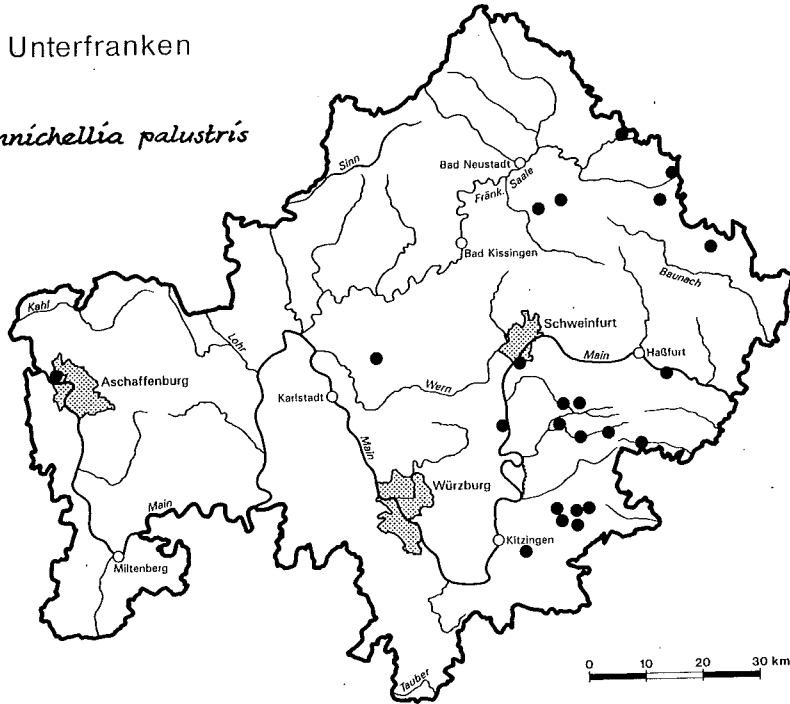 Unterfranken
nnichellia palustris
Sinn
Bad Neustadt
Fränk. Saale
Bad Kissingen
Baunach
Kahl
Lohr
Schweinfurt
Main
Haßfurt
Aschaffenburg
Wern
Karlstadt
Main
Würzburg
Main
Kitzingen
Miltenberg
Tauber
0 10 20 30 km